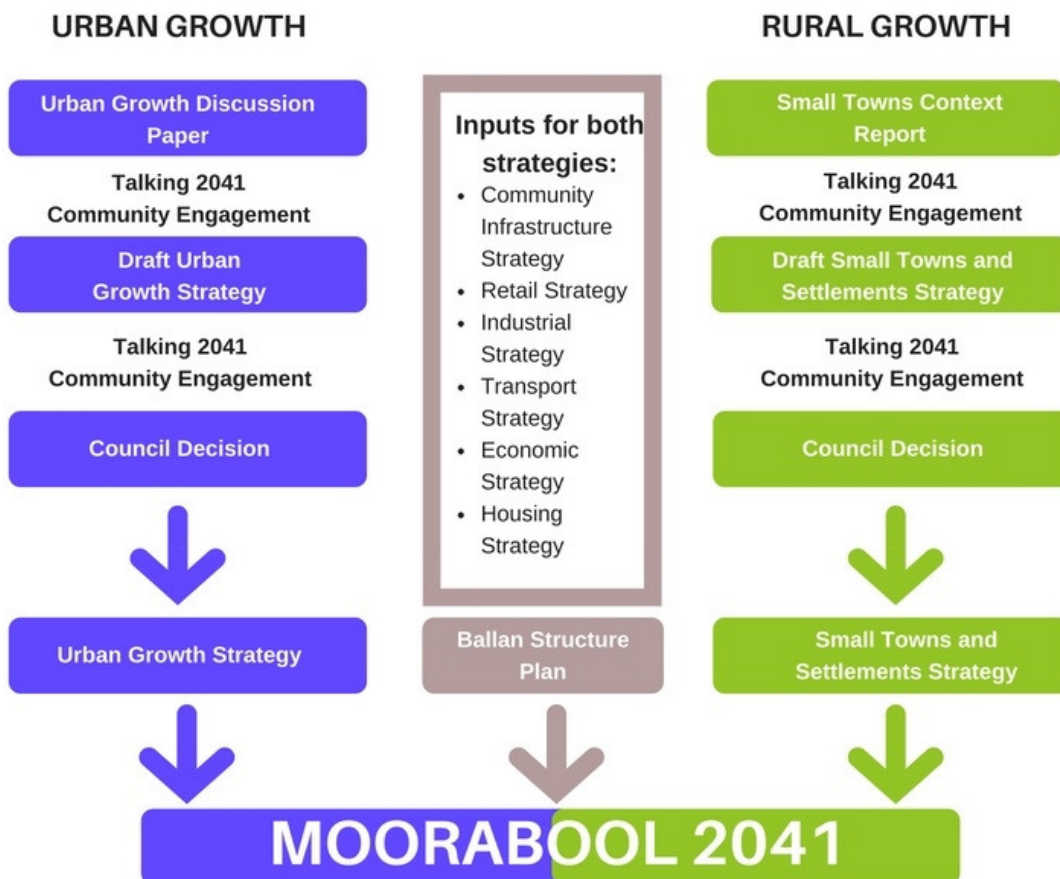 URBAN GROWTH
Urban Growth Discussion
Paper
Talking 2041
Community Engagement
Draft Urban
Growth Strategy
Talking 2041
Community Engagement
Council Decision
Urban Growth Strategy
Inputs for both
strategies:
• Community
Infrastructure
Strategy
• Retail Strategy
• Industrial
Strategy
• Transport
Strategy
• Economic
Strategy
• Housing
Strategy
Ballan Structure
Plan
RURAL GROWTH
Small Towns Context
Report
Talking 2041
Community Engagement
Draft Small Towns and
Settlements Strategy
Talking 2041
Community Engagement
Council Decision
Small Towns and
Settlements Strategy
MOORABOOL 2041